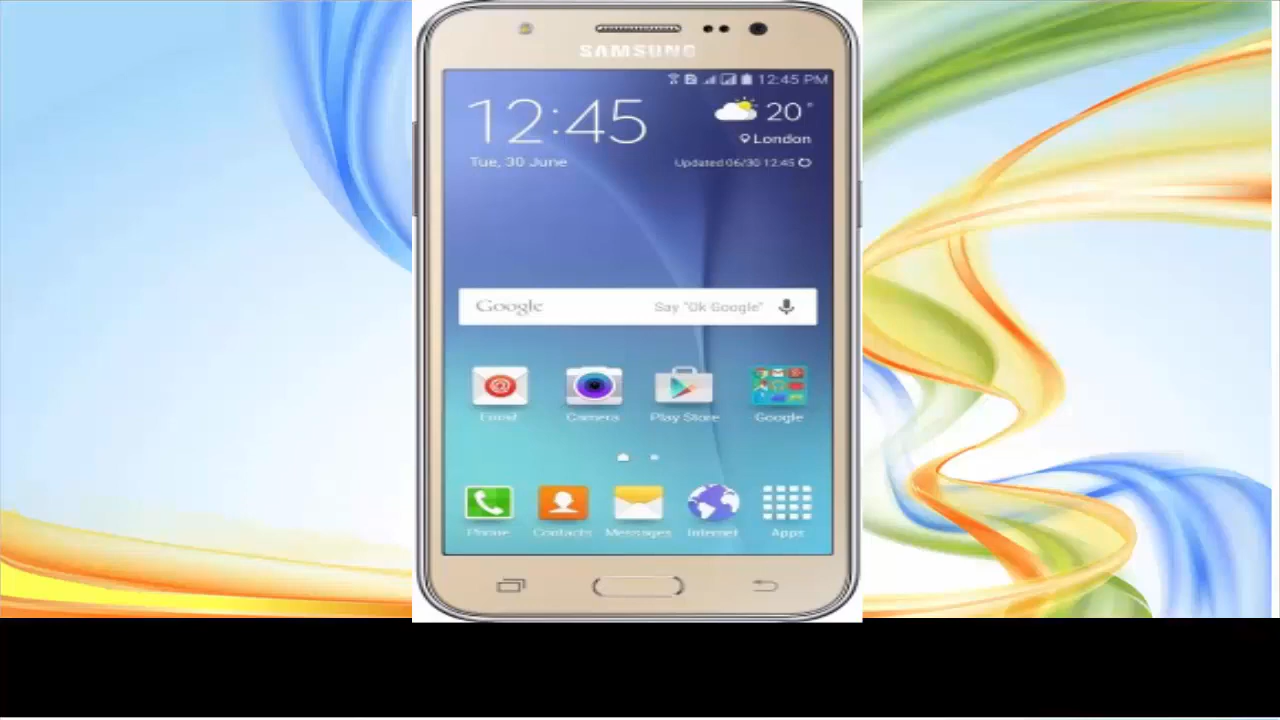 SAMSUNG
12:45 PM
12:45
20°
London
Tue, 30 June
Updated 06/30 12:45
Google
Say "Ok Google"
Email
Camera
Play Store
Google
Phone
Contacts
Messages
Internet
Apps